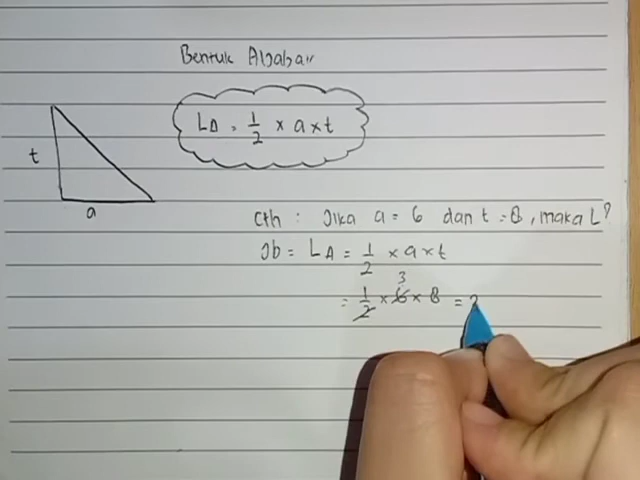 Bentuk Aljabar
LΔ = 1/2 × a × t
t
a
Cth : Jika a = 6 dan t = 8, maka L?
Jb = LΔ = 1/2 × a × t
= 1/2 × 6 3 × 8 =